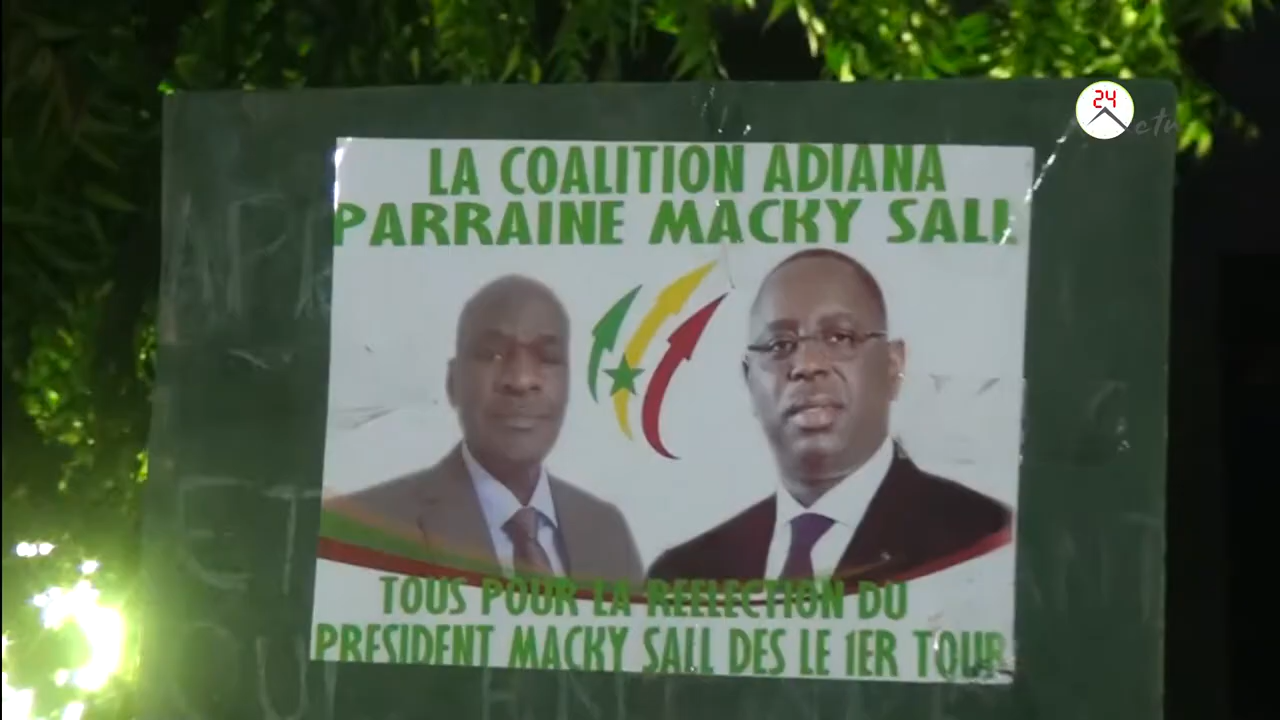 24
ctu
LA COALITION ADIANA
PARRAINE MACKY SALL
TOUS POUR LA REELECTION DU
PRESIDENT MACKY SALL DES LE 1ER TOUR